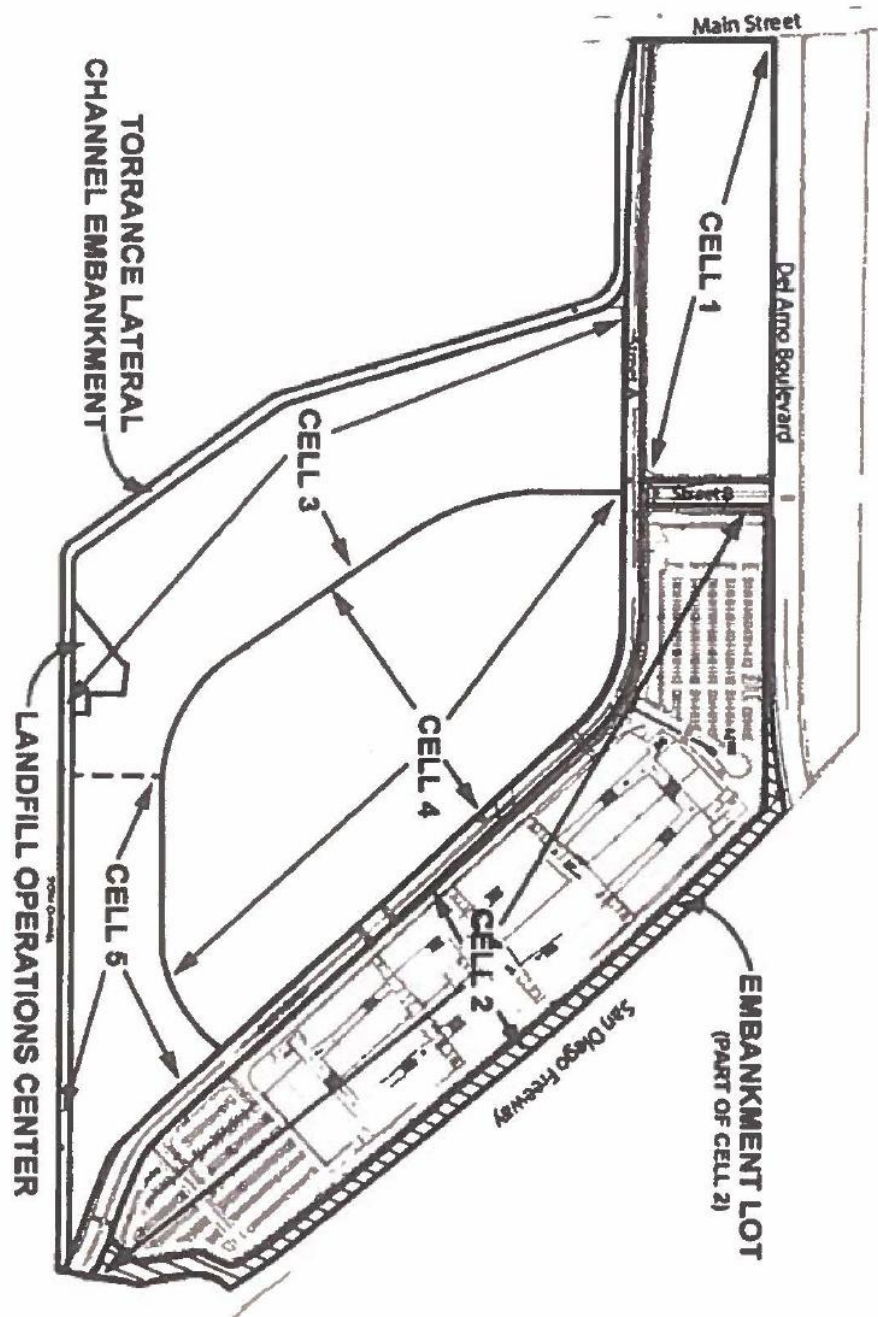 Main Street
Del Amo Boulevard
CELL 1
TORRANCE LATERAL
CHANNEL EMBANKMENT
Street A
Street B
CELL 3
CELL 4
CELL 2
CELL 5
EMBANKMENT LOT
(PART OF CELL 2)
San Diego Freeway
LANDFILL OPERATIONS CENTER